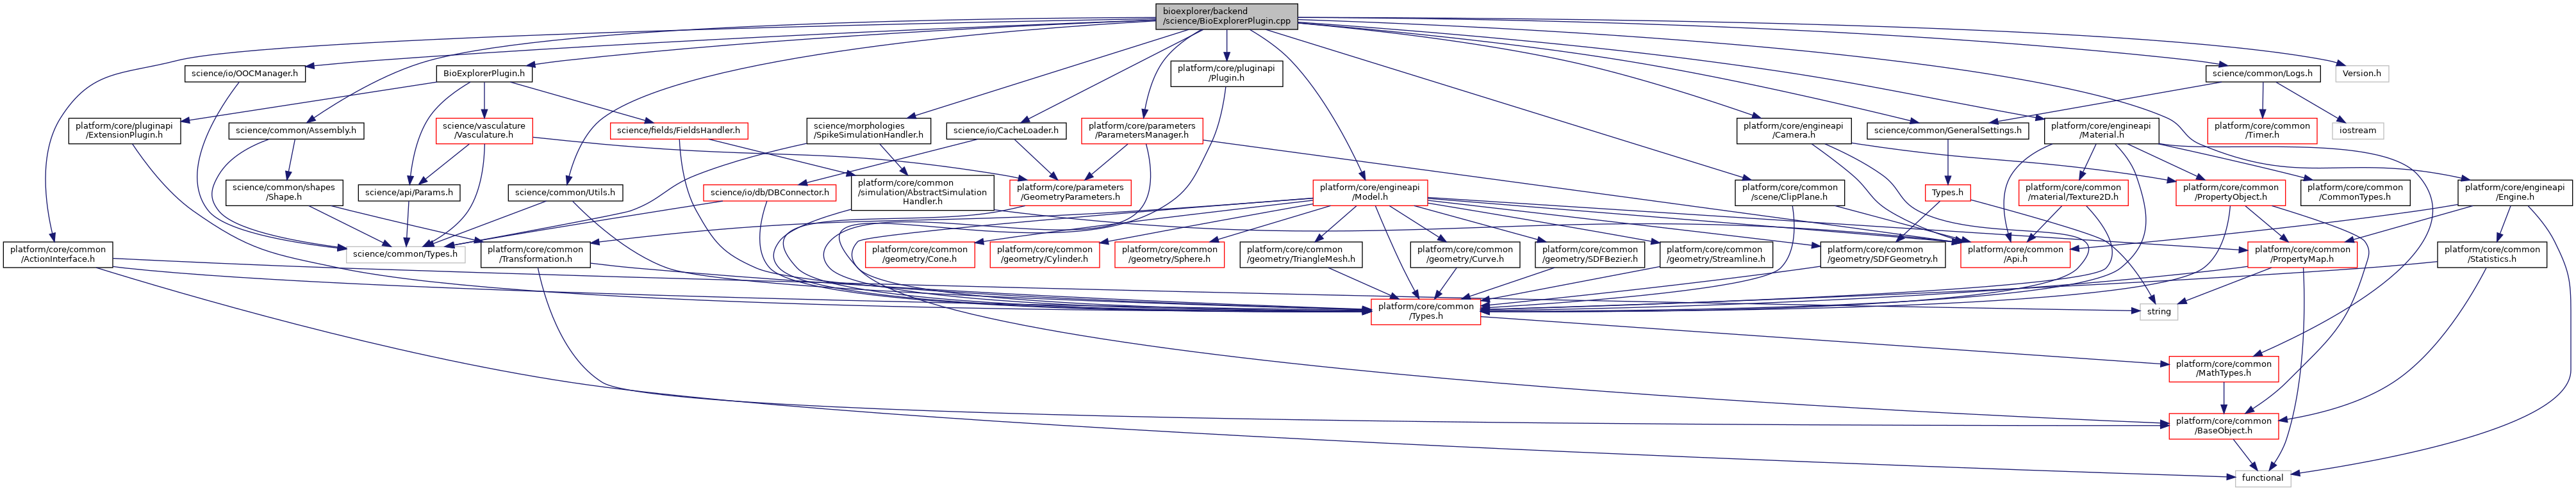 bioexplorer/backend
/science/BioExplorerPlugin.cpp
science/io/OOCManager.h
BioExplorerPlugin.h
platform/core/pluginapi
/Plugin.h
science/common/Logs.h
Version.h
platform/core/pluginapi
/ExtensionPlugin.h
science/common/Assembly.h
science/vasculature
/Vasculature.h
science/fields/FieldsHandler.h
science/morphologies
/SpikeSimulationHandler.h
science/io/CacheLoader.h
platform/core/parameters
/ParametersManager.h
platform/core/engineapi
/Camera.h
science/common/GeneralSettings.h
platform/core/engineapi
/Material.h
platform/core/common
/Timer.h
iostream
science/common/shapes
/Shape.h
science/api/Params.h
science/common/Utils.h
science/io/db/DBConnector.h
platform/core/common
/simulation/AbstractSimulation
Handler.h
platform/core/parameters
/GeometryParameters.h
platform/core/engineapi
/Model.h
platform/core/common
/scene/ClipPlane.h
Types.h
platform/core/common
/material/Texture2D.h
platform/core/common
/PropertyObject.h
platform/core/common
/CommonTypes.h
platform/core/engineapi
/Engine.h
platform/core/common
/ActionInterface.h
science/common/Types.h
platform/core/common
/Transformation.h
platform/core/common
/geometry/Cone.h
platform/core/common
/geometry/Cylinder.h
platform/core/common
/geometry/Sphere.h
platform/core/common
/geometry/TriangleMesh.h
platform/core/common
/geometry/Curve.h
platform/core/common
/geometry/SDFBezier.h
platform/core/common
/geometry/Streamline.h
platform/core/common
/geometry/SDFGeometry.h
platform/core/common
/Api.h
platform/core/common
/PropertyMap.h
platform/core/common
/Statistics.h
platform/core/common
/Types.h
string
platform/core/common
/MathTypes.h
platform/core/common
/BaseObject.h
functional